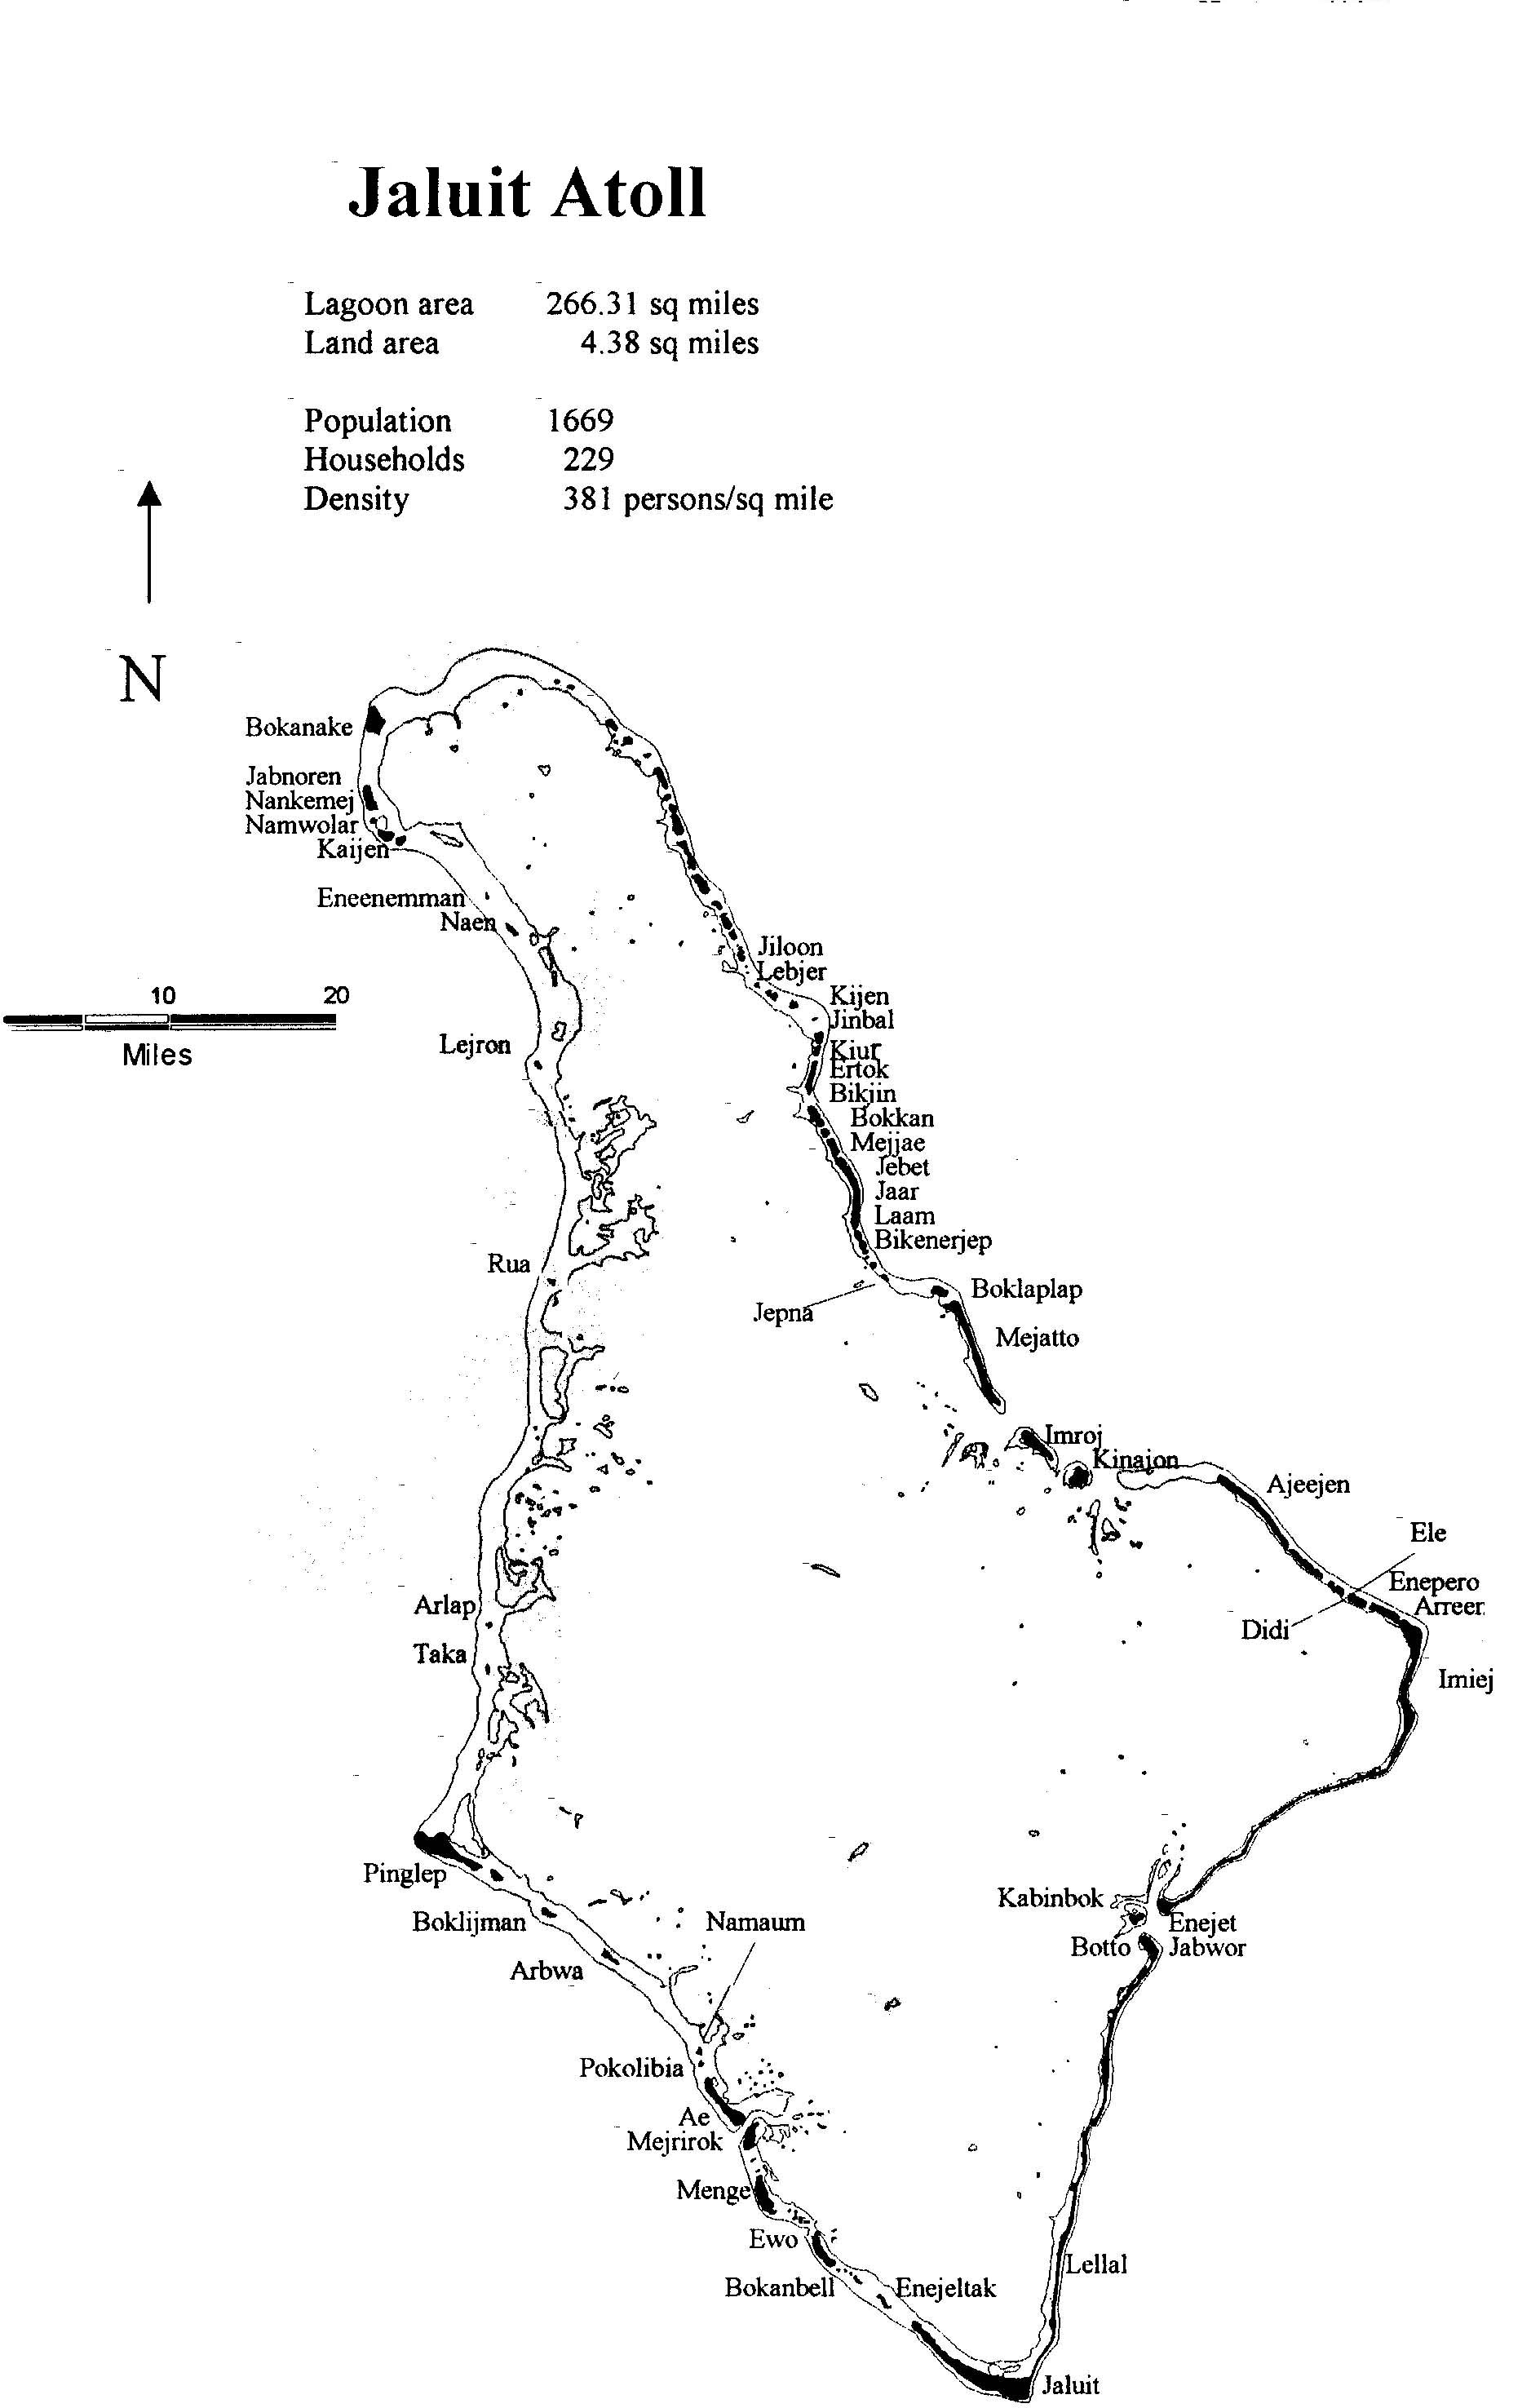 Jaluit Atoll
Lagoon area 266.31 sq miles
Land area 4.38 sq miles
Population 1669
Households 229
Density 381 persons/sq mile
N
Bokanake
Jabnoren
Nankemej
Namwolar
Kaijen
Eneenemman
Naen
Jiloon
Lebjer
Kijen
10 20
Jinbal
Miles
Lejron
Kiur
Ertok
Bikjin
Bokkan
Mejjae
Jebet
Jaar
Laam
Bikenerjep
Rua
Boklaplap
Jepna
Mejatto
Imroj
Kinajon
Ajeejen
Ele
Enepero
Arlap
Arreen
Didi
Taka
Imiej
Pinglep
Kabinbok
Boklijman
Namaum
Enejet
Botto
Jabwor
Arbwa
Pokolibia
Ae
Mejrirok
Menge
Ewo
Lellal
Bokanbell
Enejeltak
Jaluit